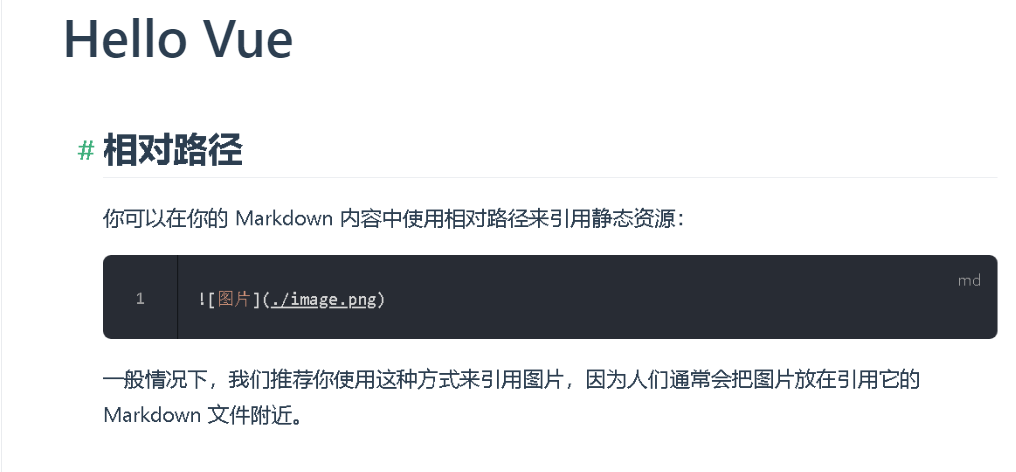 Hello Vue
# 相对路径
你可以在你的 Markdown 内容中使用相对路径来引用静态资源：
md
1 ![图片](./image.png)
一般情况下，我们推荐你使用这种方式来引用图片，因为人们通常会把图片放在引用它的
Markdown 文件附近。